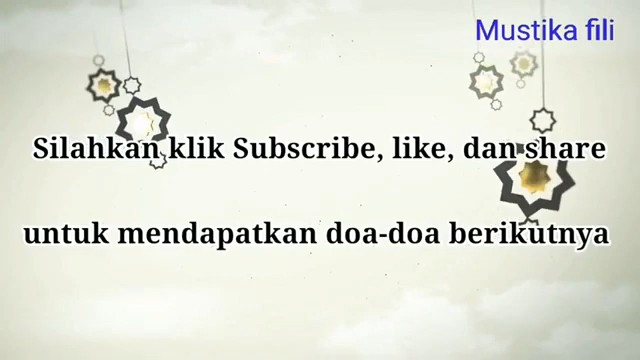 Mustika fili
Silahkan klik Subscribe, like, dan share
untuk mendapatkan doa-doa berikutnya